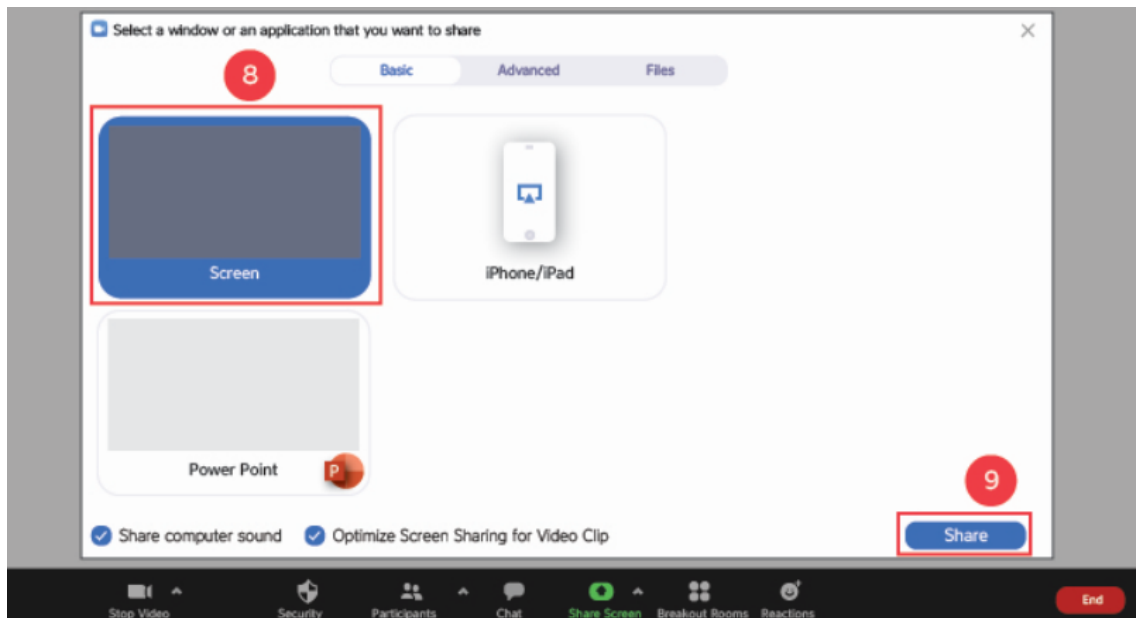 Select a window or an application that you want to share
8
Basic Advanced Files
Screen
iPhone/iPad
Power Point
P
9
Share computer sound Optimize Screen Sharing for Video Clip
Share
Stop Video Security Participants Chat Share Screen Breakout Rooms Reactions
End